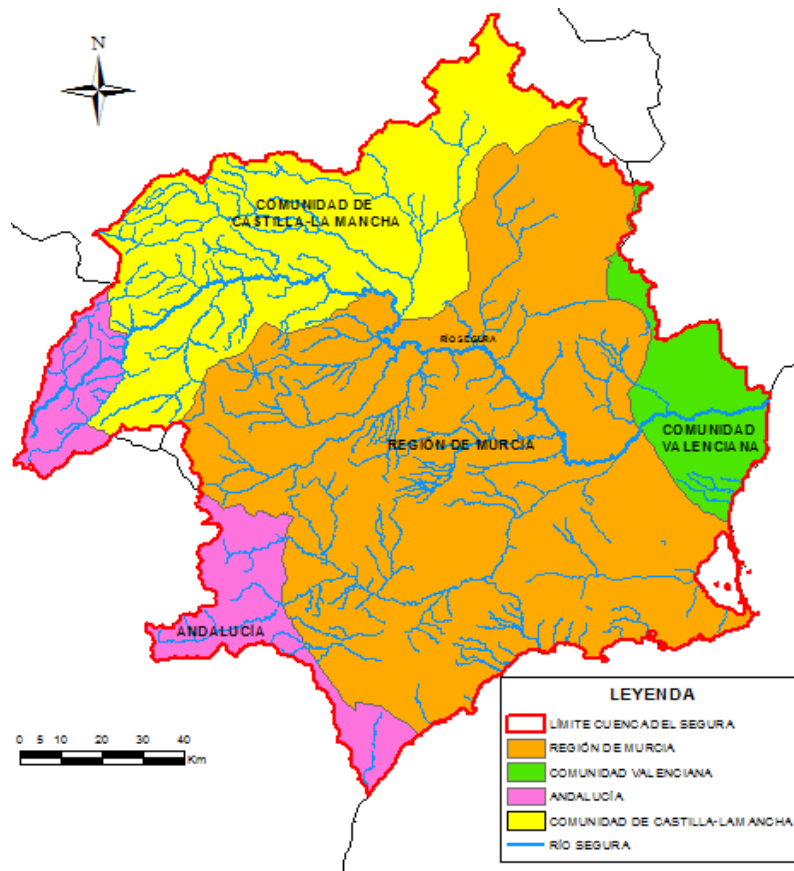 N
COMUNIDAD DE
CASTILLA-LA MANCHA
RÍO SEGURA
REGIÓN DE MURCIA
COMUNIDAD
VALENCIANA
ANDALUCÍA
0 5 10 20 30 40
Km
LEYENDA
LÍMITE CUENCA DEL SEGURA
REGIÓN DE MURCIA
COMUNIDAD VALENCIANA
ANDALUCÍA
COMUNIDAD DE CASTILLA-LA MANCHA
RÍO SEGURA